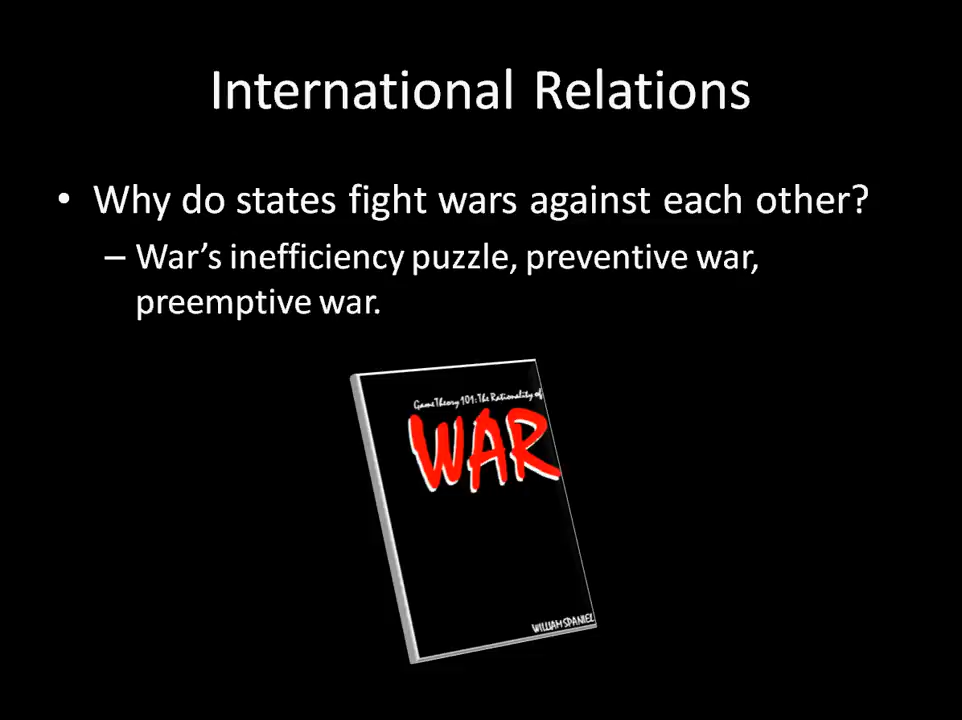 International Relations
• Why do states fight wars against each other?
– War’s inefficiency puzzle, preventive war,
preemptive war.
Game Theory 101: The Rationality of
WAR
WILLIAM SPANIEL